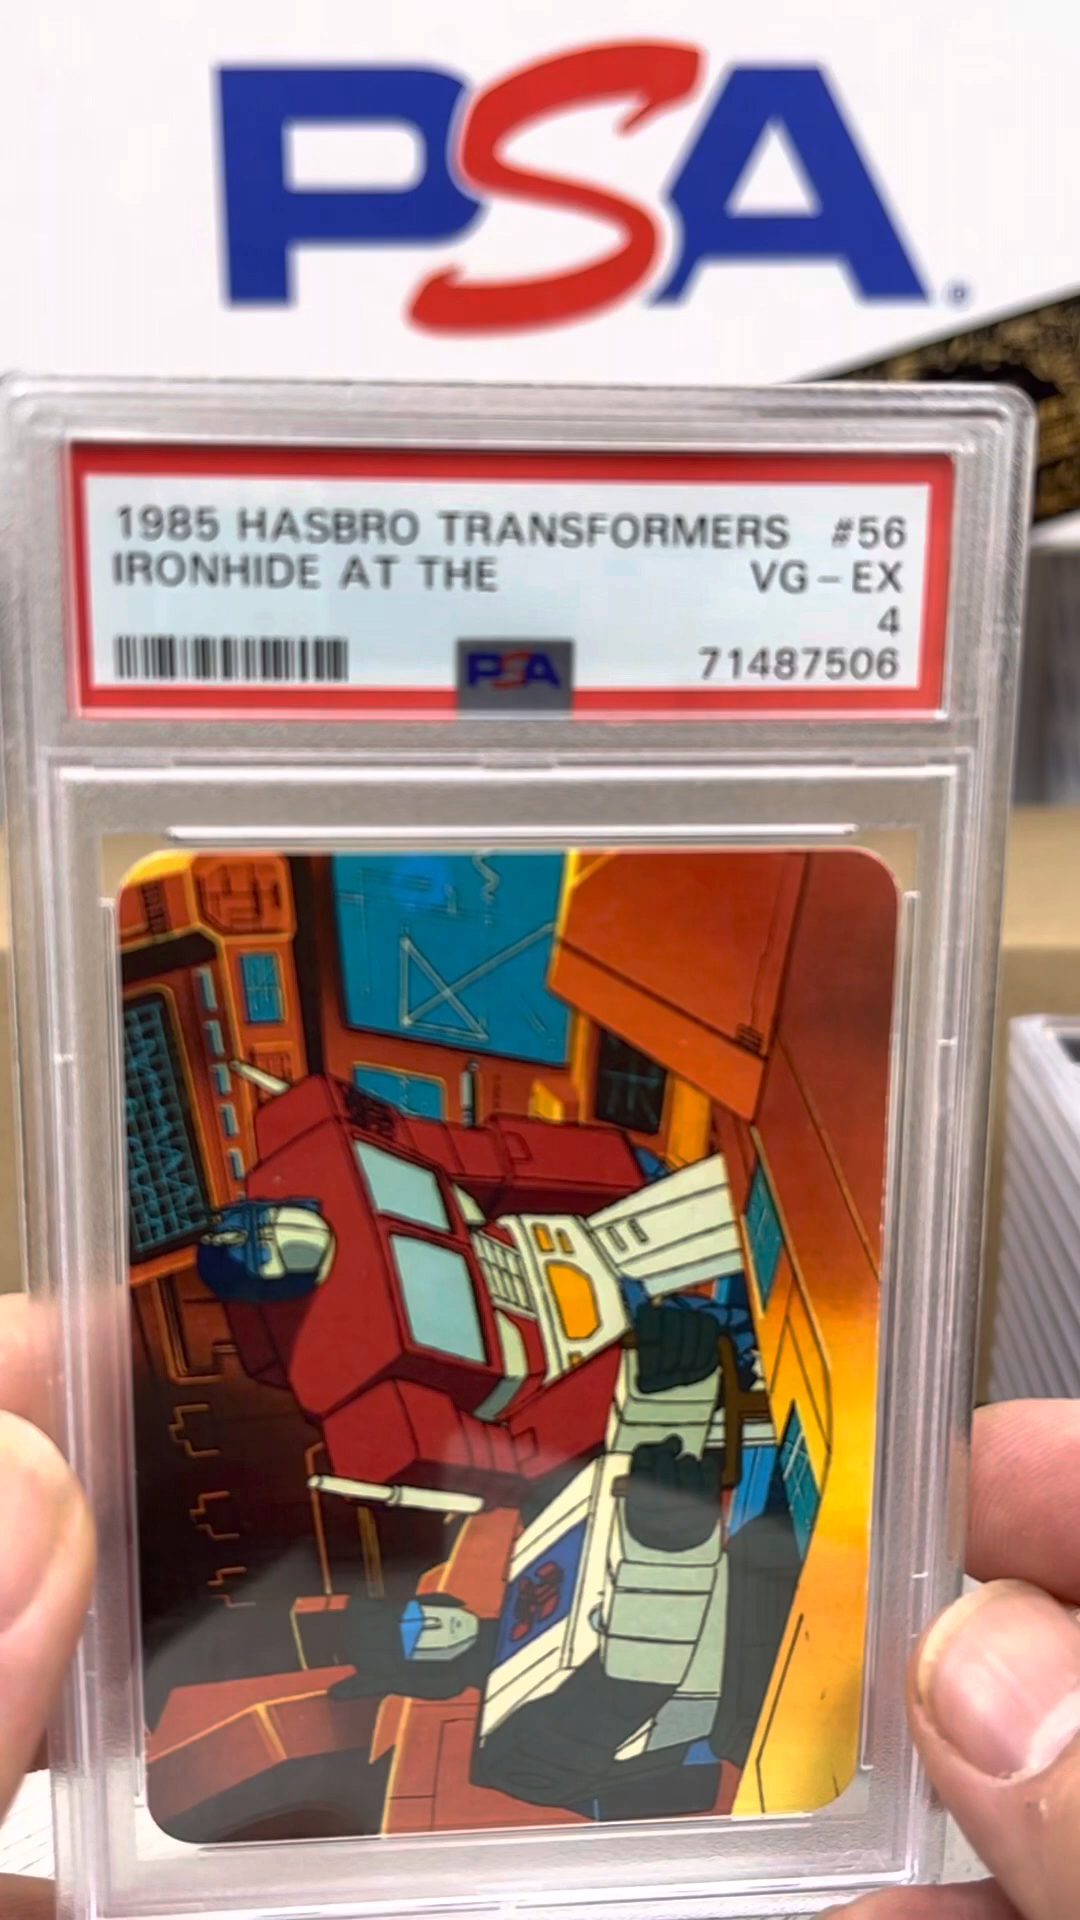 PSA
1985 HASBRO TRANSFORMERS #56
IRONHIDE AT THE VG-EX
4
PSA 71487506